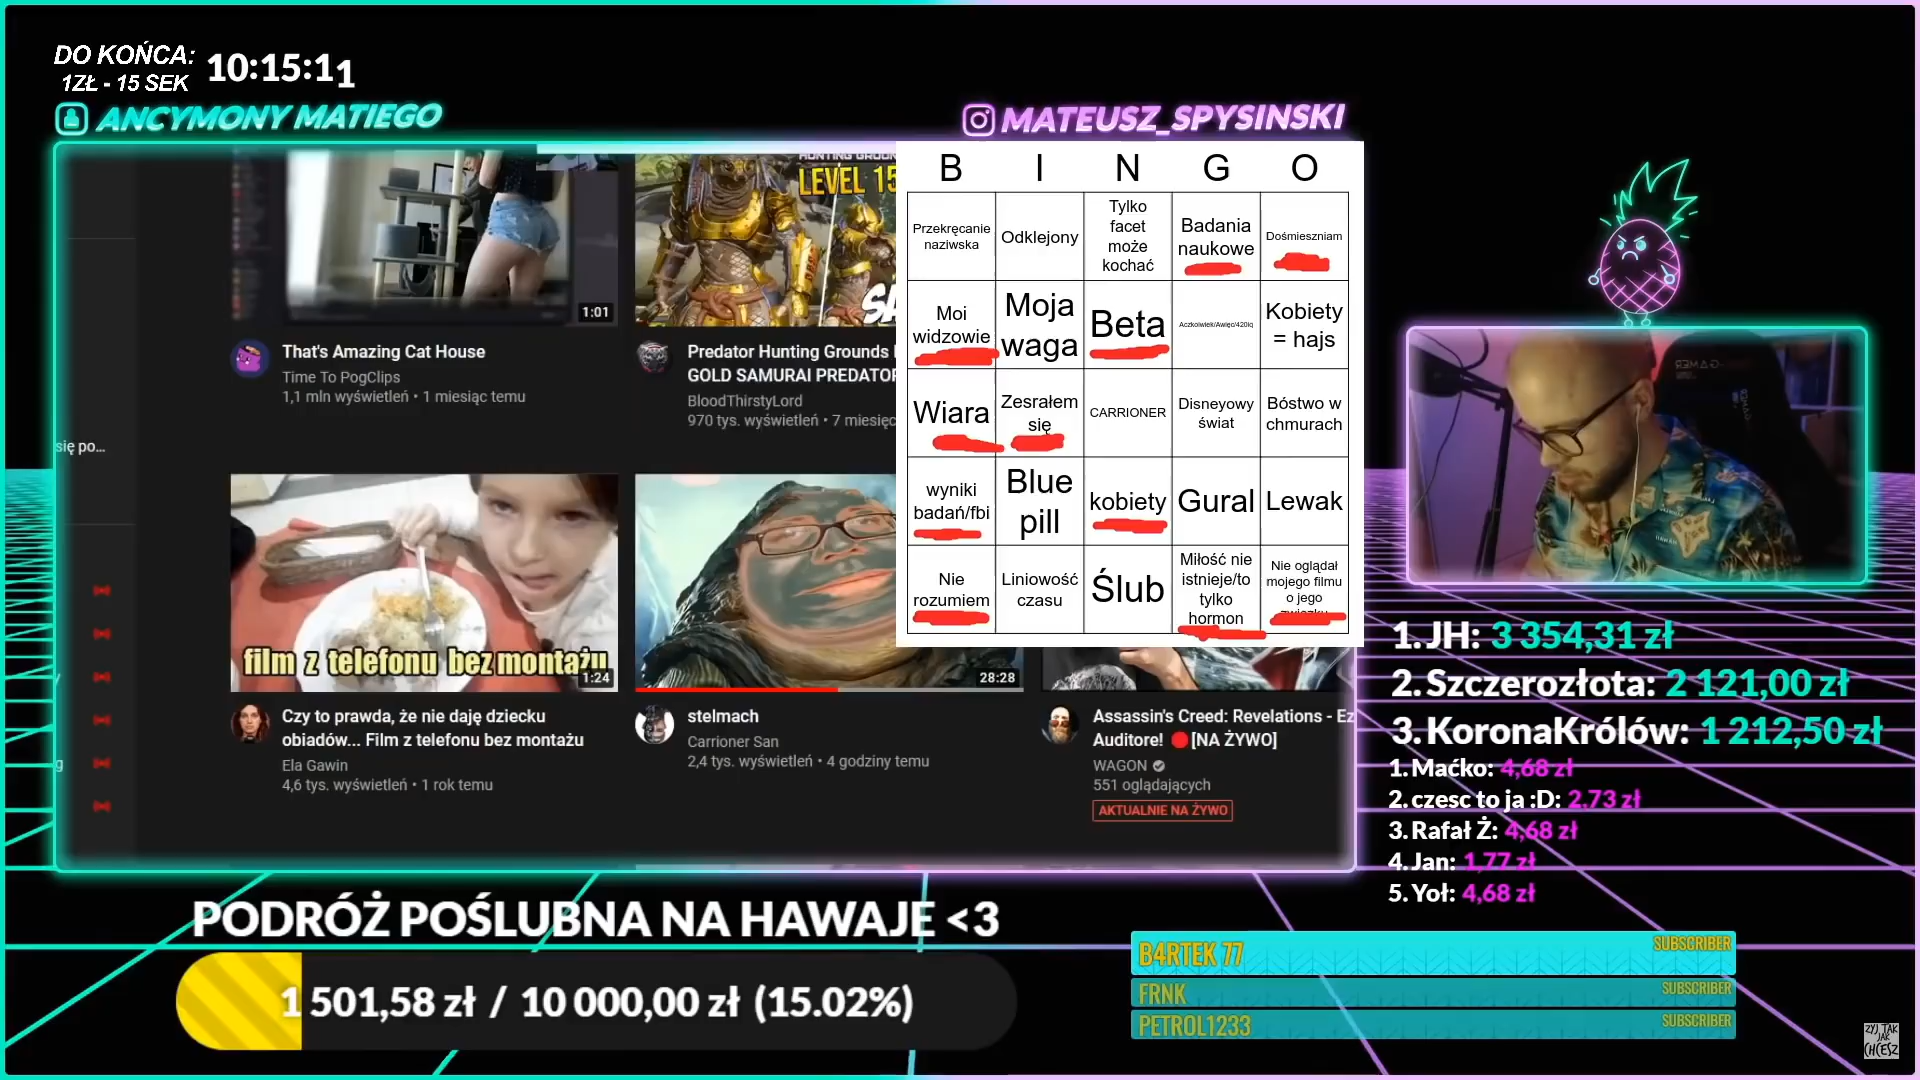 DO KOŃCA:
1ZŁ - 15 SEK
10:15:11
ANCYMONY MATIEGO
MATEUSZ_SPYSINSKI
LEVEL 15
1:01
That's Amazing Cat House
Time To PogClips
1,1 mln wyświetleń • 1 miesiąc temu
Predator Hunting Grounds
GOLD SAMURAI PREDATOR
BloodThirstyLord
970 tys. wyświetleń • 7 miesięc
się po...
B I N G O
Przekręcanie
naziwska
Odklejony
Tylko
facet
może
kochać
Badania
naukowe
Dośmieszniam
Moi
widzowie
Moja
waga
Beta
Kobiety
= hajs
Wiara
Zesrałem
się
CARRIONER
Disneyowy
świat
Bóstwo w
chmurach
wyniki
badań/fbi
Blue
pill
kobiety
Gural
Lewak
Nie
rozumiem
Liniowość
czasu
Ślub
Miłość nie
istnieje/to
tylko
hormon
Nie oglądał
mojego filmu
o jego
film z telefonu bez montażu
1:24
Czy to prawda, że nie daję dziecku
obiadów... Film z telefonu bez montażu
Ela Gawin
4,6 tys. wyświetleń • 1 rok temu
28:28
stelmach
Carrioner San
2,4 tys. wyświetleń • 4 godziny temu
Assassin's Creed: Revelations - Ez
Auditore! [NA ŻYWO]
WAGON
551 oglądających
AKTUALNIE NA ŻYWO
1. JH: 3 354,31 zł
2. Szczerozłota: 2 121,00 zł
3. KoronaKrólów: 1 212,50 zł
1. Maćko: 4,68 zł
2. czesc to ja :D: 2,73 zł
3. Rafał Ż: 4,68 zł
4. Jan: 1,77 zł
5. Yoł: 4,68 zł
PODRÓŻ POŚLUBNA NA HAWAJE <3
1 501,58 zł / 10 000,00 zł (15.02%)
B4RTEK 77 SUBSCRIBER
FRNK SUBSCRIBER
PETROL1233 SUBSCRIBER
ŻYJ TAK
JAK
CHCESZ